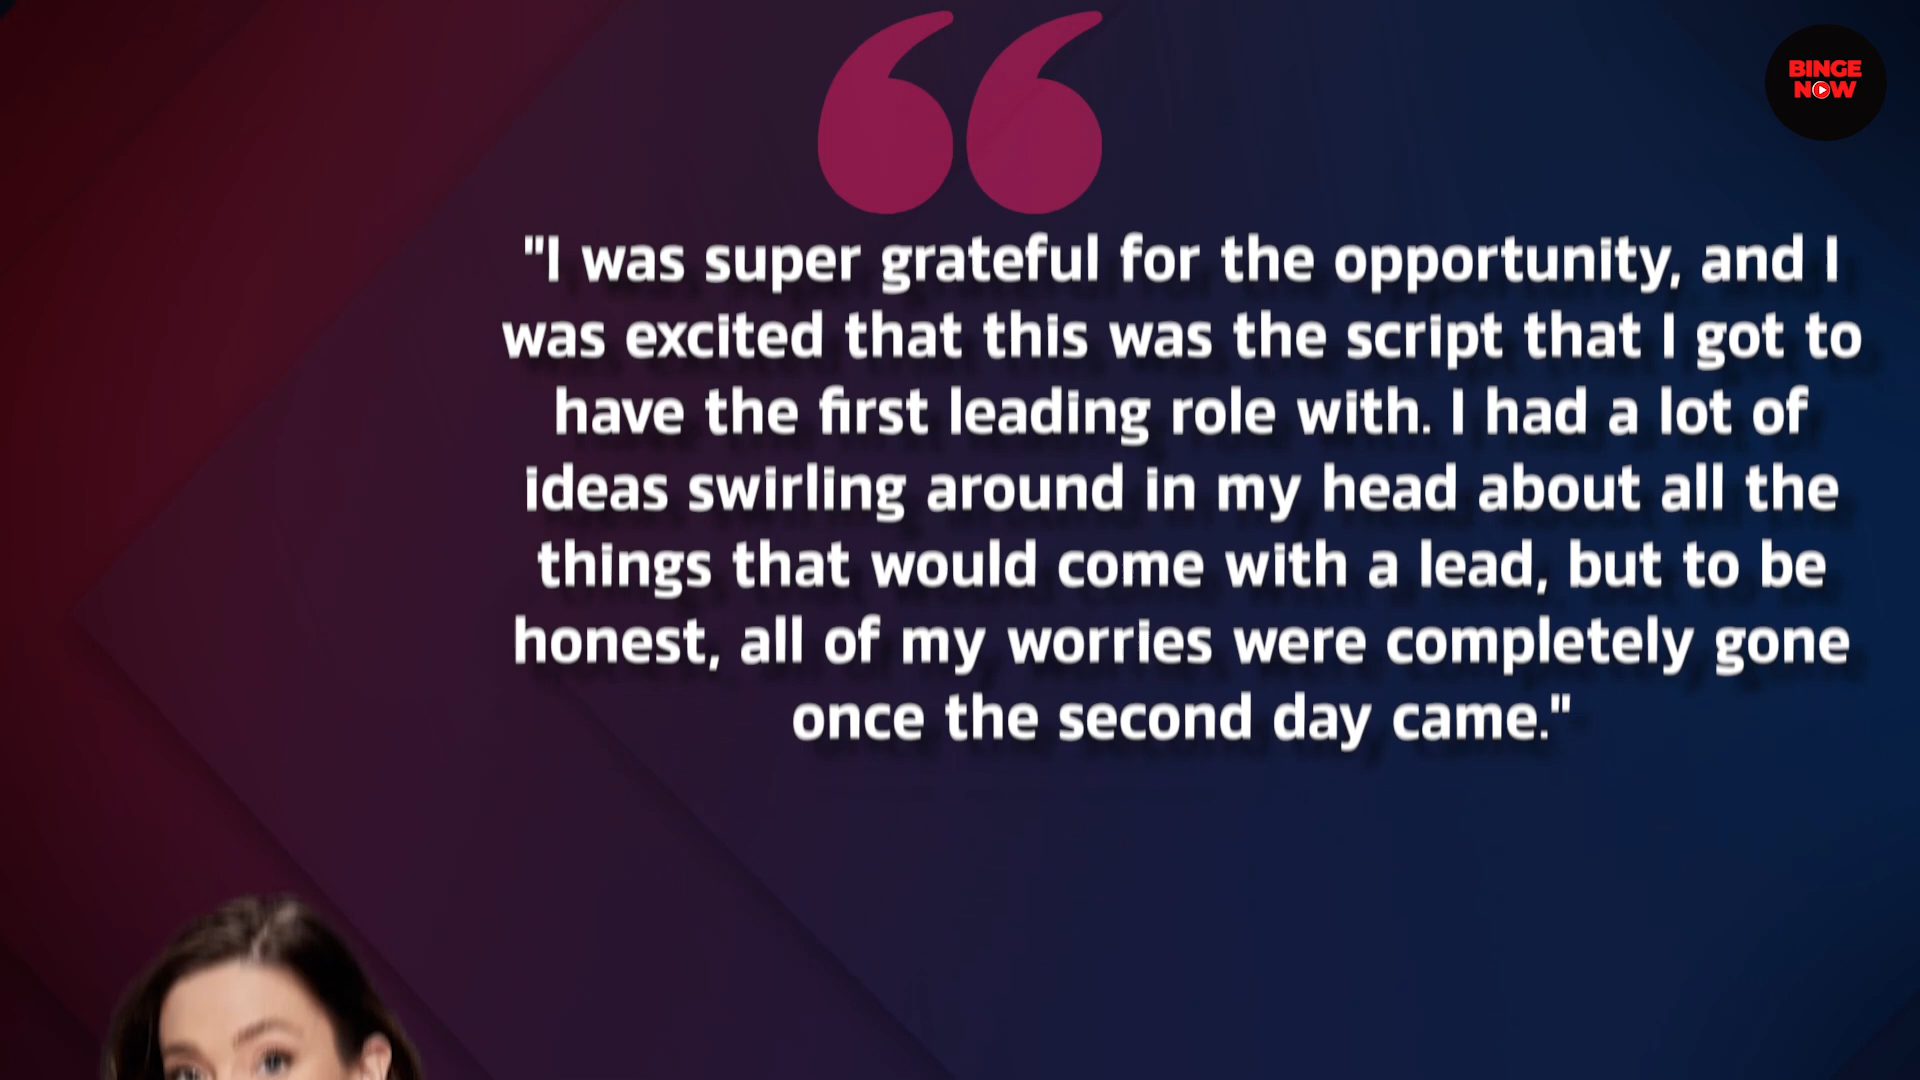 BINGE
NOW
"I was super grateful for the opportunity, and I
was excited that this was the script that I got to
have the first leading role with. I had a lot of
ideas swirling around in my head about all the
things that would come with a lead, but to be
honest, all of my worries were completely gone
once the second day came."